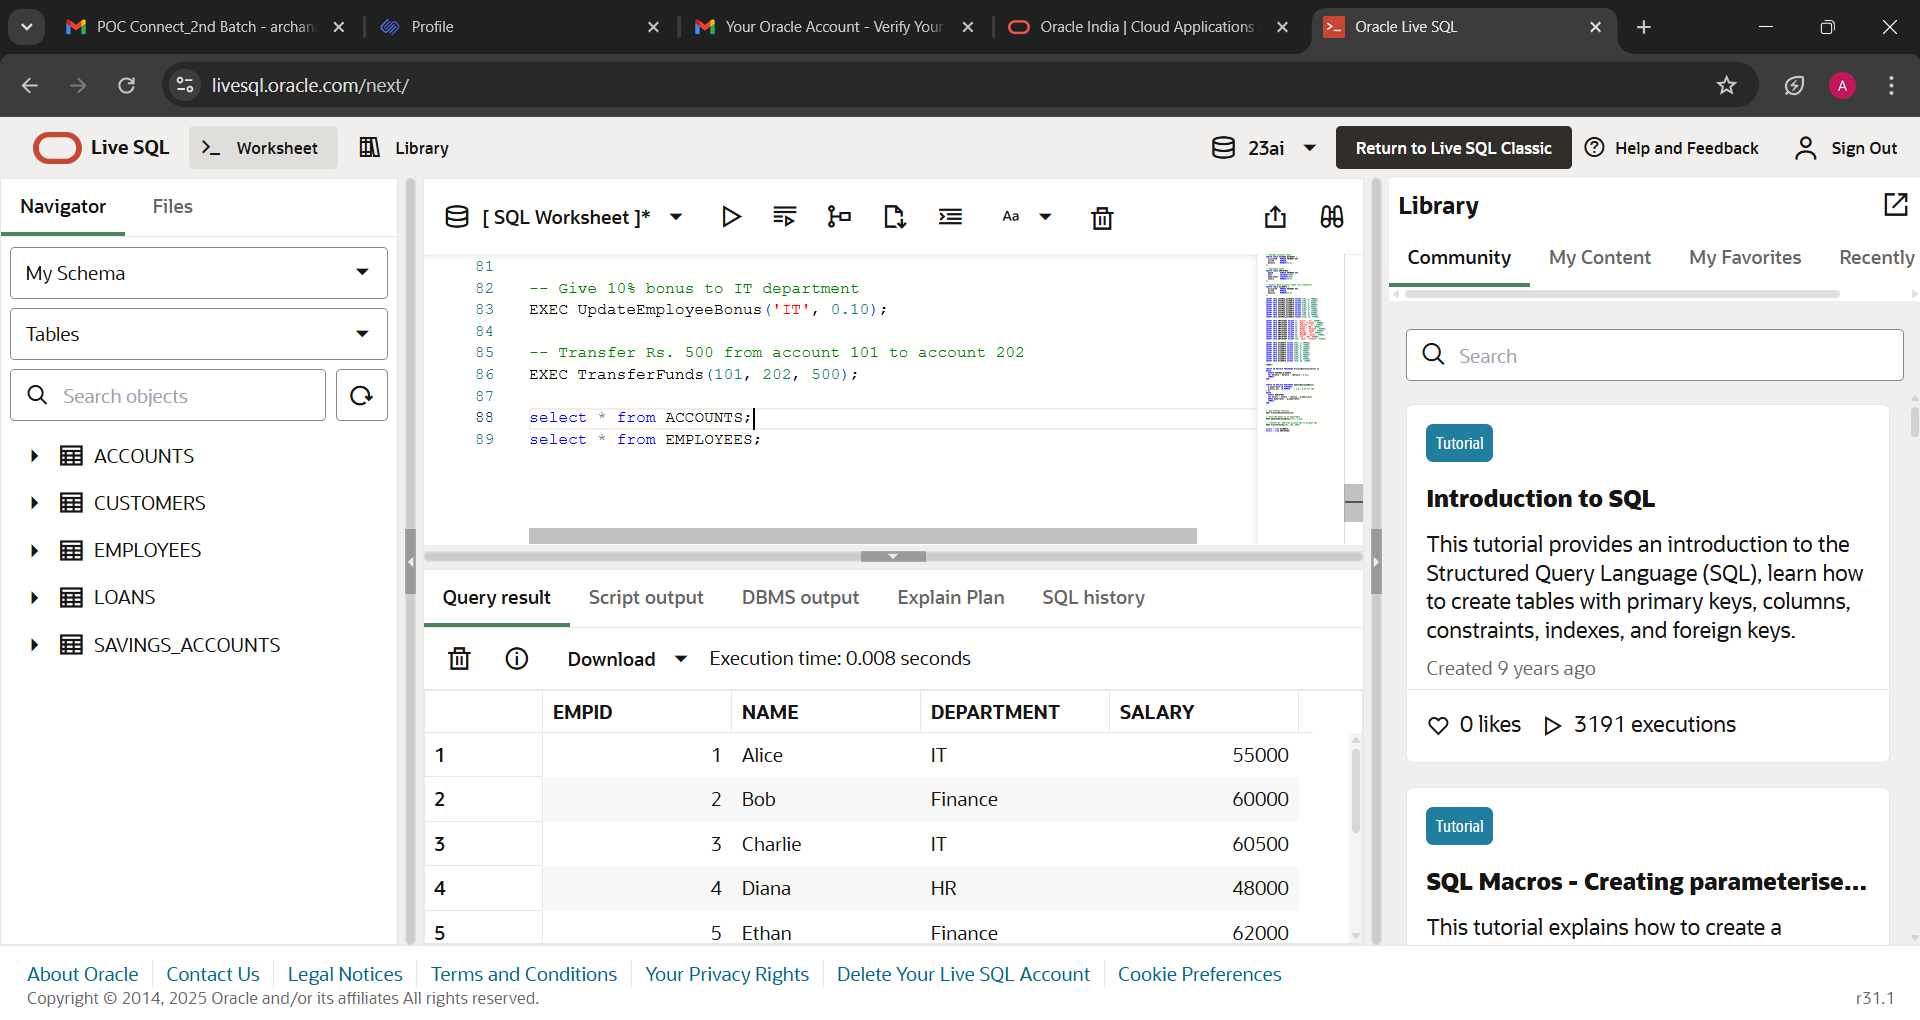 POC Connect_2nd Batch - archan
Profile
Your Oracle Account - Verify Your
Oracle India | Cloud Applications
Oracle Live SQL
livesql.oracle.com/next/
A
Live SQL
Worksheet
Library
23ai
Return to Live SQL Classic
Help and Feedback
Sign Out
Navigator
Files
My Schema
Tables
Search objects
ACCOUNTS
CUSTOMERS
EMPLOYEES
LOANS
SAVINGS_ACCOUNTS
[ SQL Worksheet ]*
Aa
81
82 -- Give 10% bonus to IT department
83 EXEC UpdateEmployeeBonus('IT', 0.10);
84
85 -- Transfer Rs. 500 from account 101 to account 202
86 EXEC TransferFunds(101, 202, 500);
87
88 select * from ACCOUNTS;
89 select * from EMPLOYEES;
Query result
Script output
DBMS output
Explain Plan
SQL history
Download
Execution time: 0.008 seconds
EMPID NAME DEPARTMENT SALARY
1 1 Alice IT 55000
2 2 Bob Finance 60000
3 3 Charlie IT 60500
4 4 Diana HR 48000
5 5 Ethan Finance 62000
Library
Community
My Content
My Favorites
Recently
Search
Tutorial
Introduction to SQL
This tutorial provides an introduction to the
Structured Query Language (SQL), learn how
to create tables with primary keys, columns,
constraints, indexes, and foreign keys.
Created 9 years ago
0 likes
3191 executions
Tutorial
SQL Macros - Creating parameterise...
This tutorial explains how to create a
About Oracle
Contact Us
Legal Notices
Terms and Conditions
Your Privacy Rights
Delete Your Live SQL Account
Cookie Preferences
Copyright © 2014, 2025 Oracle and/or its affiliates All rights reserved.
r31.1